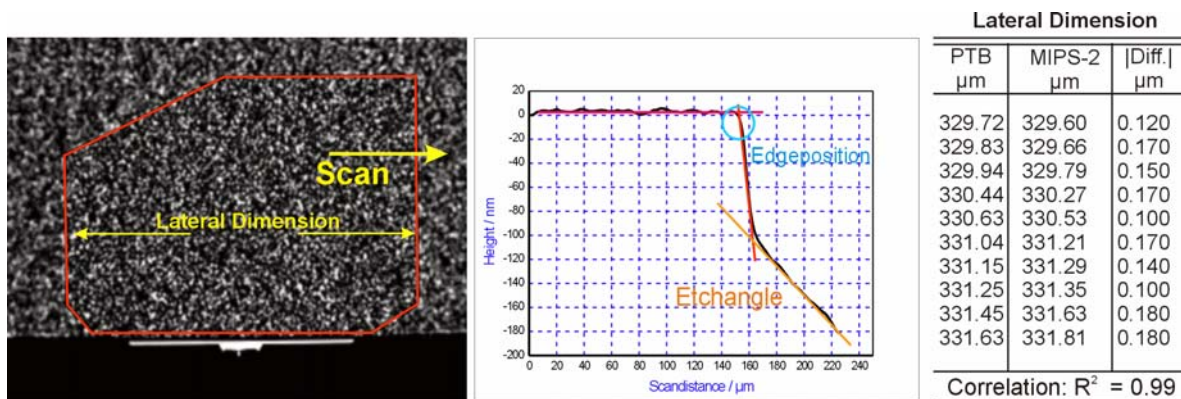 Scan
Lateral Dimension
20
0
-20
-40
-60
-80
-100
-120
-140
-160
-180
-200
Height / nm
Edgeposition
Etchangle
0 20 40 60 80 100 120 140 160 180 200 220 240
Scandistance / µm
Lateral Dimension
PTB MIPS-2 |Diff.|
µm µm µm
329.72 329.60 0.120
329.83 329.66 0.170
329.94 329.79 0.150
330.44 330.27 0.170
330.63 330.53 0.100
331.04 331.21 0.170
331.15 331.29 0.140
331.25 331.35 0.100
331.45 331.63 0.180
331.63 331.81 0.180
Correlation: R² = 0.99